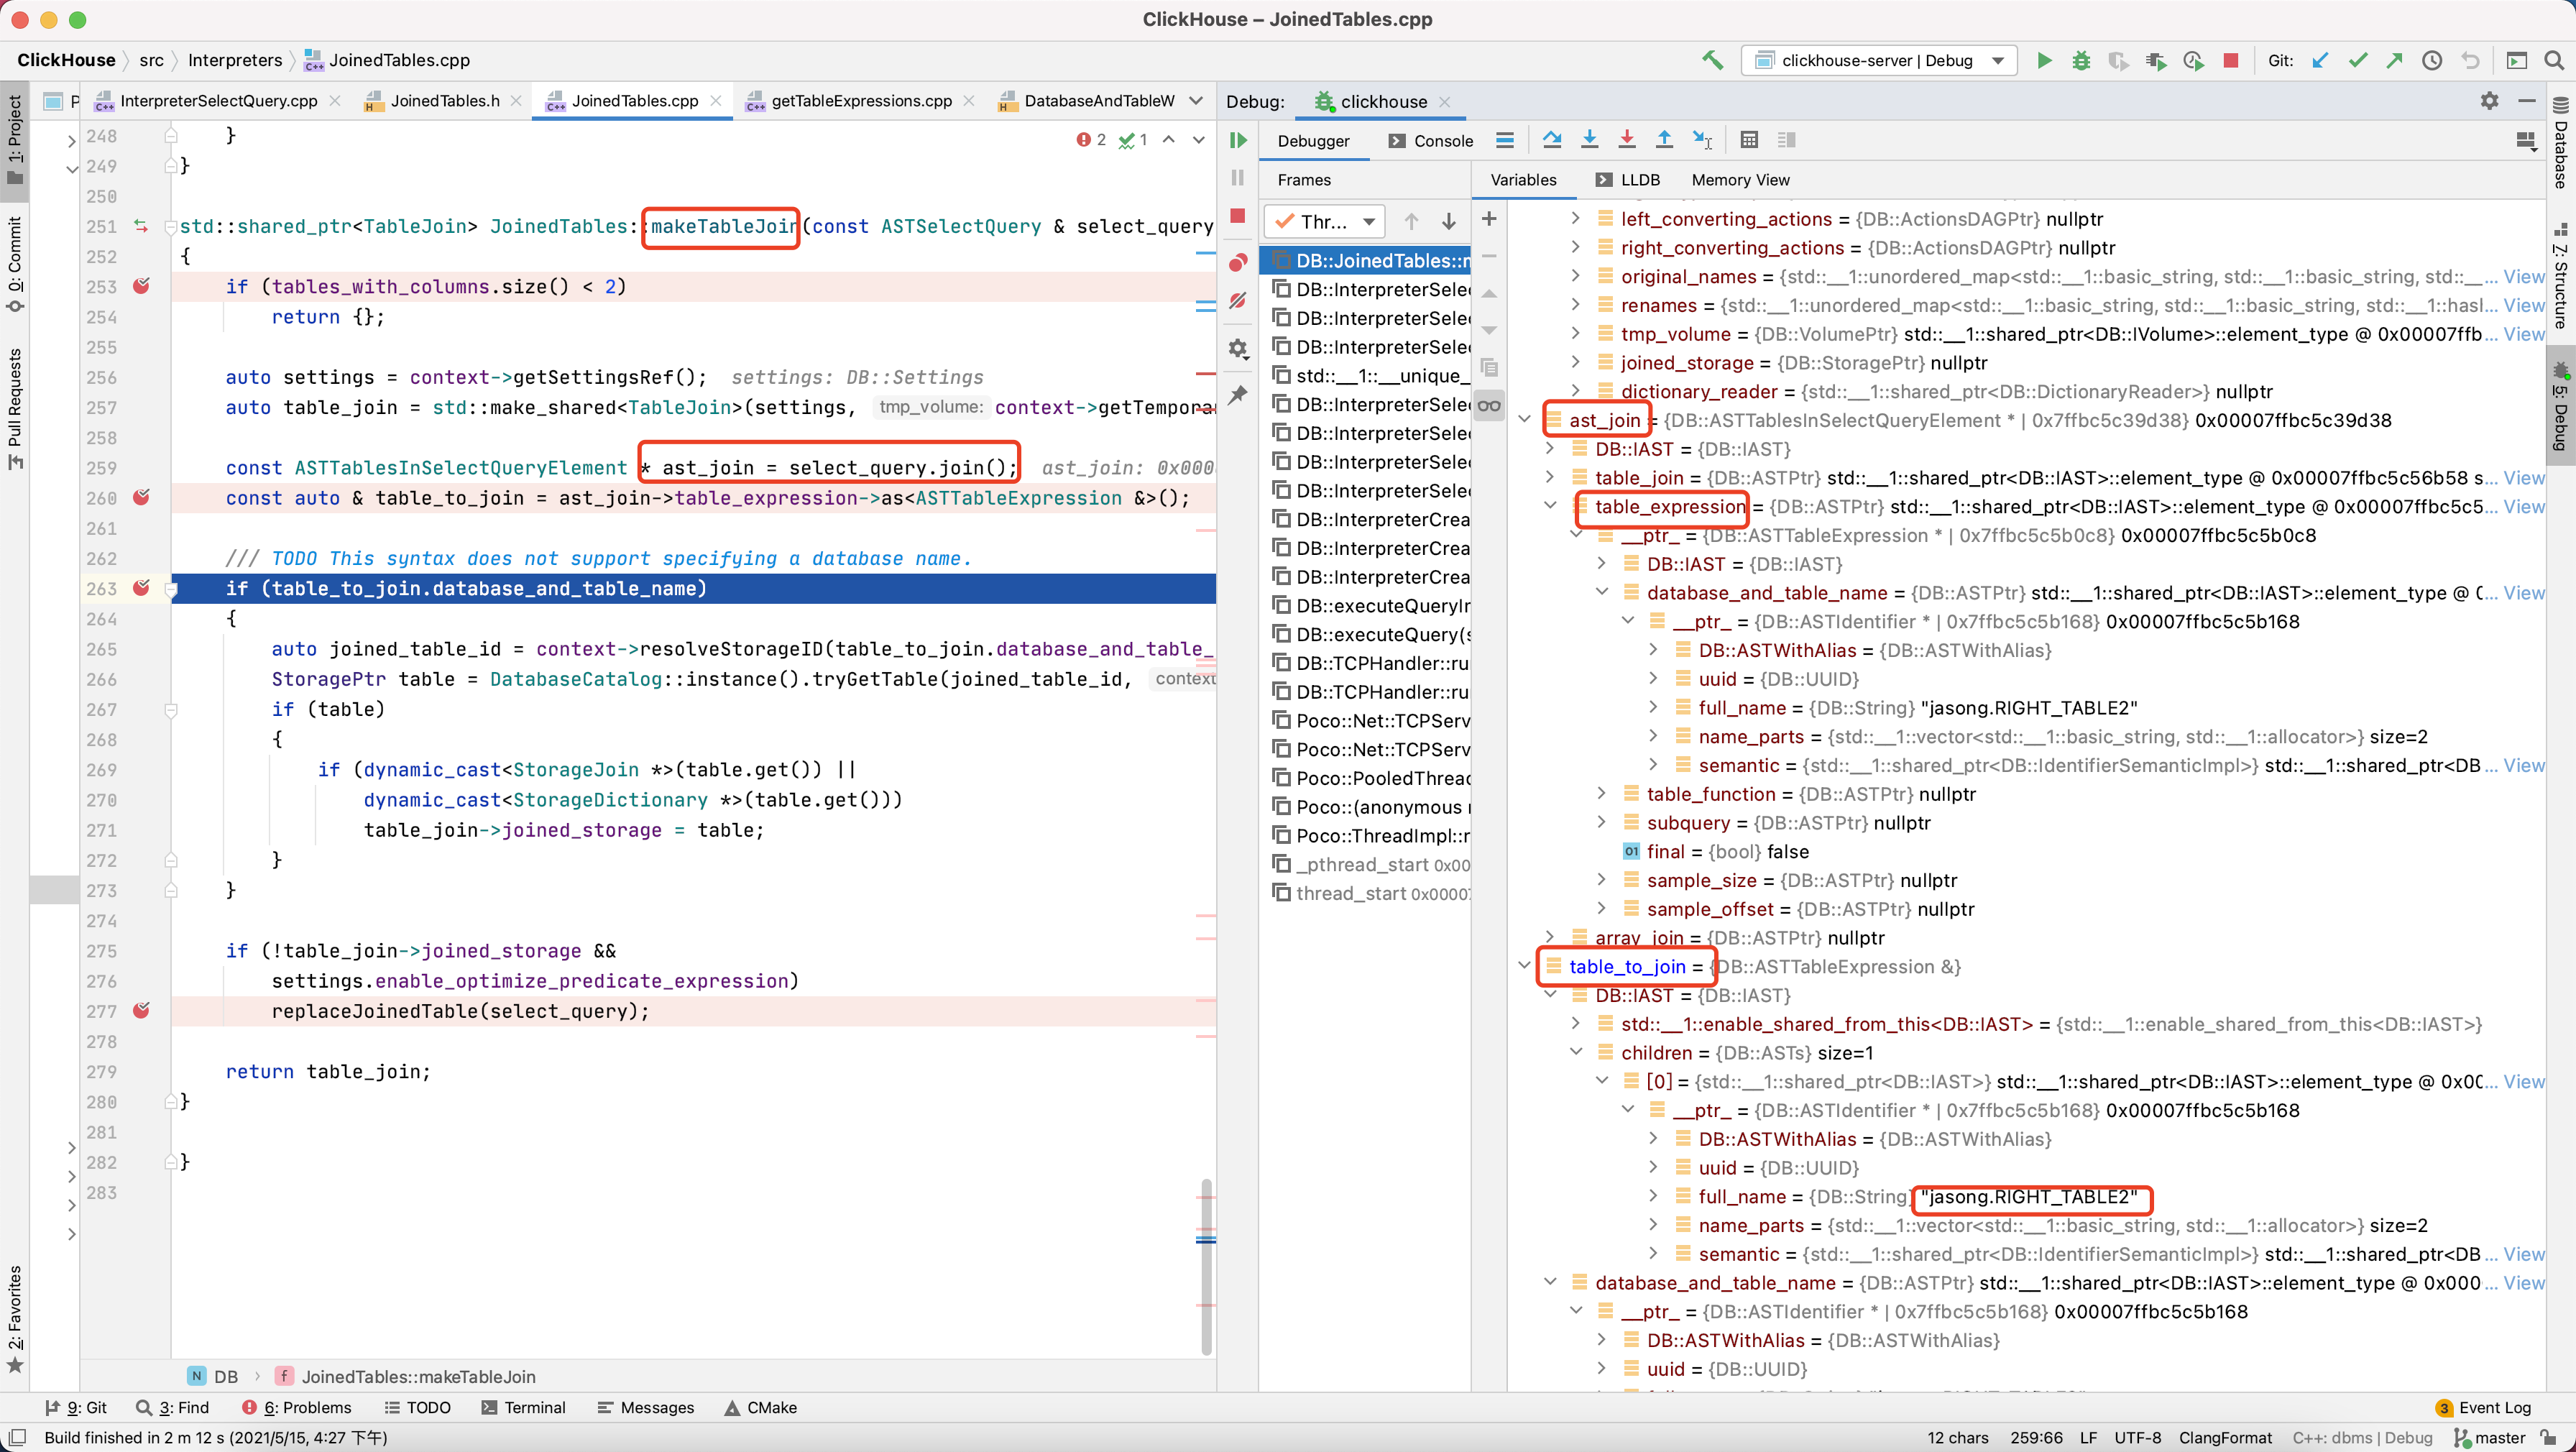 ClickHouse – JoinedTables.cpp
ClickHouse src Interpreters JoinedTables.cpp
clickhouse-server | Debug
Git:
InterpreterSelectQuery.cpp
JoinedTables.h
JoinedTables.cpp
getTableExpressions.cpp
DatabaseAndTableW
Debug: clickhouse
1: Project
0: Commit
Pull Requests
2: Favorites
2 1
248 }
249 }
250
251 std::shared_ptr<TableJoin> JoinedTables::makeTableJoin(const ASTSelectQuery & select_query
252 {
253 if (tables_with_columns.size() < 2)
254 return {};
255
256 auto settings = context->getSettingsRef(); settings: DB::Settings
257 auto table_join = std::make_shared<TableJoin>(settings, tmp_volume: context->getTempora
258
259 const ASTTablesInSelectQueryElement * ast_join = select_query.join(); ast_join: 0x000
260 const auto & table_to_join = ast_join->table_expression->as<ASTTableExpression &>();
261
262 /// TODO This syntax does not support specifying a database name.
263 if (table_to_join.database_and_table_name)
264 {
265 auto joined_table_id = context->resolveStorageID(table_to_join.database_and_table_
266 StoragePtr table = DatabaseCatalog::instance().tryGetTable(joined_table_id, context
267 if (table)
268 {
269 if (dynamic_cast<StorageJoin *>(table.get()) ||
270 dynamic_cast<StorageDictionary *>(table.get()))
271 table_join->joined_storage = table;
272 }
273 }
274
275 if (!table_join->joined_storage &&
276 settings.enable_optimize_predicate_expression)
277 replaceJoinedTable(select_query);
278
279 return table_join;
280 }
281
282 }
283
N DB f JoinedTables::makeTableJoin
Debugger Console
Frames
Thr...
DB::JoinedTables::
DB::InterpreterSele
DB::InterpreterSele
DB::InterpreterSele
std::__1::__unique_
DB::InterpreterSele
DB::InterpreterSele
DB::InterpreterSele
DB::InterpreterSele
DB::InterpreterCrea
DB::InterpreterCrea
DB::InterpreterCrea
DB::executeQueryIr
DB::executeQuery(s
DB::TCPHandler::ru
DB::TCPHandler::ru
Poco::Net::TCPServ
Poco::Net::TCPServ
Poco::PooledThread
Poco::(anonymous
Poco::ThreadImpl::r
_pthread_start 0x00
thread_start 0x0000
Variables LLDB Memory View
left_converting_actions = {DB::ActionsDAGPtr} nullptr
right_converting_actions = {DB::ActionsDAGPtr} nullptr
original_names = {std::__1::unordered_map<std::__1::basic_string, std::__1::basic_string, std::__... View
renames = {std::__1::unordered_map<std::__1::basic_string, std::__1::basic_string, std::__1::hasl... View
tmp_volume = {DB::VolumePtr} std::__1::shared_ptr<DB::IVolume>::element_type @ 0x00007ffb... View
joined_storage = {DB::StoragePtr} nullptr
dictionary_reader = {std::__1::shared_ptr<DB::DictionaryReader>} nullptr
ast_join = {DB::ASTTablesInSelectQueryElement * | 0x7ffbc5c39d38} 0x00007ffbc5c39d38
DB::IAST = {DB::IAST}
table_join = {DB::ASTPtr} std::__1::shared_ptr<DB::IAST>::element_type @ 0x00007ffbc5c56b58 s... View
table_expression = {DB::ASTPtr} std::__1::shared_ptr<DB::IAST>::element_type @ 0x00007ffbc5c5... View
__ptr_ = {DB::ASTTableExpression * | 0x7ffbc5c5b0c8} 0x00007ffbc5c5b0c8
DB::IAST = {DB::IAST}
database_and_table_name = {DB::ASTPtr} std::__1::shared_ptr<DB::IAST>::element_type @ 0... View
__ptr_ = {DB::ASTIdentifier * | 0x7ffbc5c5b168} 0x00007ffbc5c5b168
DB::ASTWithAlias = {DB::ASTWithAlias}
uuid = {DB::UUID}
full_name = {DB::String} "jasong.RIGHT_TABLE2"
name_parts = {std::__1::vector<std::__1::basic_string, std::__1::allocator>} size=2
semantic = {std::__1::shared_ptr<DB::IdentifierSemanticImpl>} std::__1::shared_ptr<DB... View
table_function = {DB::ASTPtr} nullptr
subquery = {DB::ASTPtr} nullptr
01 final = {bool} false
sample_size = {DB::ASTPtr} nullptr
sample_offset = {DB::ASTPtr} nullptr
array_join = {DB::ASTPtr} nullptr
table_to_join = {DB::ASTTableExpression &}
DB::IAST = {DB::IAST}
std::__1::enable_shared_from_this<DB::IAST> = {std::__1::enable_shared_from_this<DB::IAST>}
children = {DB::ASTs} size=1
[0] = {std::__1::shared_ptr<DB::IAST>} std::__1::shared_ptr<DB::IAST>::element_type @ 0x00... View
__ptr_ = {DB::ASTIdentifier * | 0x7ffbc5c5b168} 0x00007ffbc5c5b168
DB::ASTWithAlias = {DB::ASTWithAlias}
uuid = {DB::UUID}
full_name = {DB::String} "jasong.RIGHT_TABLE2"
name_parts = {std::__1::vector<std::__1::basic_string, std::__1::allocator>} size=2
semantic = {std::__1::shared_ptr<DB::IdentifierSemanticImpl>} std::__1::shared_ptr<DB... View
database_and_table_name = {DB::ASTPtr} std::__1::shared_ptr<DB::IAST>::element_type @ 0x000... View
__ptr_ = {DB::ASTIdentifier * | 0x7ffbc5c5b168} 0x00007ffbc5c5b168
DB::ASTWithAlias = {DB::ASTWithAlias}
uuid = {DB::UUID}
Database
Z: Structure
5: Debug
9: Git 3: Find 6: Problems TODO Terminal Messages CMake 3 Event Log
Build finished in 2 m 12 s (2021/5/15, 4:27 下午) 12 chars 259:66 LF UTF-8 ClangFormat C++: dbms | Debug master